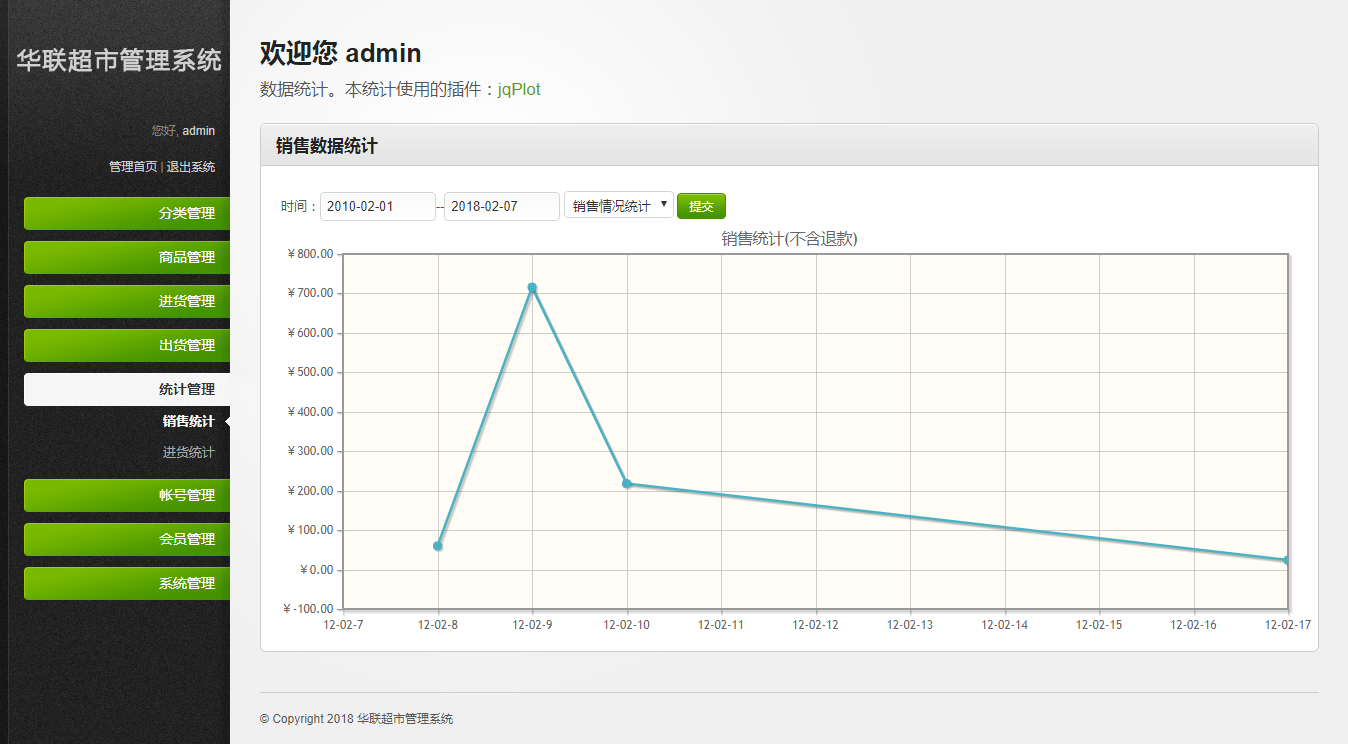 华联超市管理系统
您好, admin
管理首页 | 退出系统
分类管理
商品管理
进货管理
出货管理
统计管理
销售统计
进货统计
帐号管理
会员管理
系统管理
欢迎您 admin
数据统计。本统计使用的插件：jqPlot
销售数据统计
时间：2010-02-01--2018-02-07 销售情况统计 提交
销售统计(不含退款)
￥800.00
￥700.00
￥600.00
￥500.00
￥400.00
￥300.00
￥200.00
￥100.00
￥0.00
￥-100.00
12-02-7 12-02-8 12-02-9 12-02-10 12-02-11 12-02-12 12-02-13 12-02-14 12-02-15 12-02-16 12-02-17
© Copyright 2018 华联超市管理系统